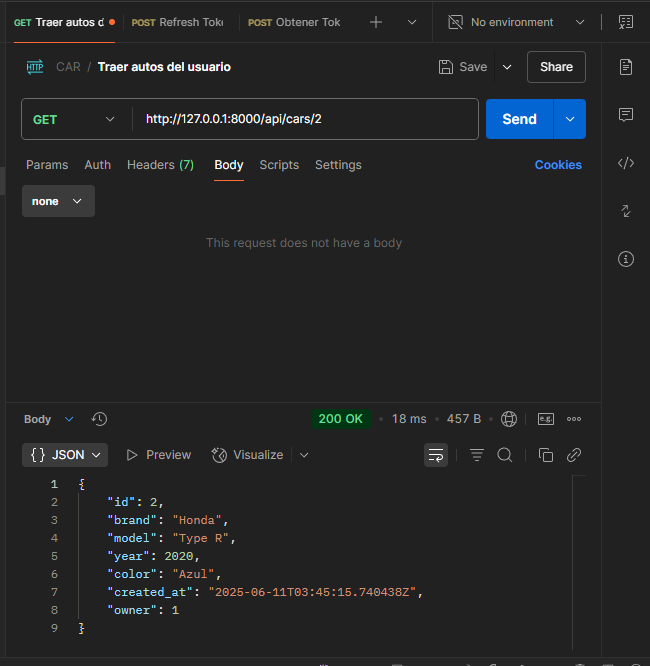 GET Traer autos d POST Refresh Tok POST Obtener Tok No environment
HTTP CAR / Traer autos del usuario Save Share
GET http://127.0.0.1:8000/api/cars/2 Send
Params Auth Headers (7) Body Scripts Settings Cookies
none
This request does not have a body
Body 200 OK 18 ms 457 B e.g.
{} JSON Preview Visualize
1 {
2 "id": 2,
3 "brand": "Honda",
4 "model": "Type R",
5 "year": 2020,
6 "color": "Azul",
7 "created_at": "2025-06-11T03:45:15.740438Z",
8 "owner": 1
9 }